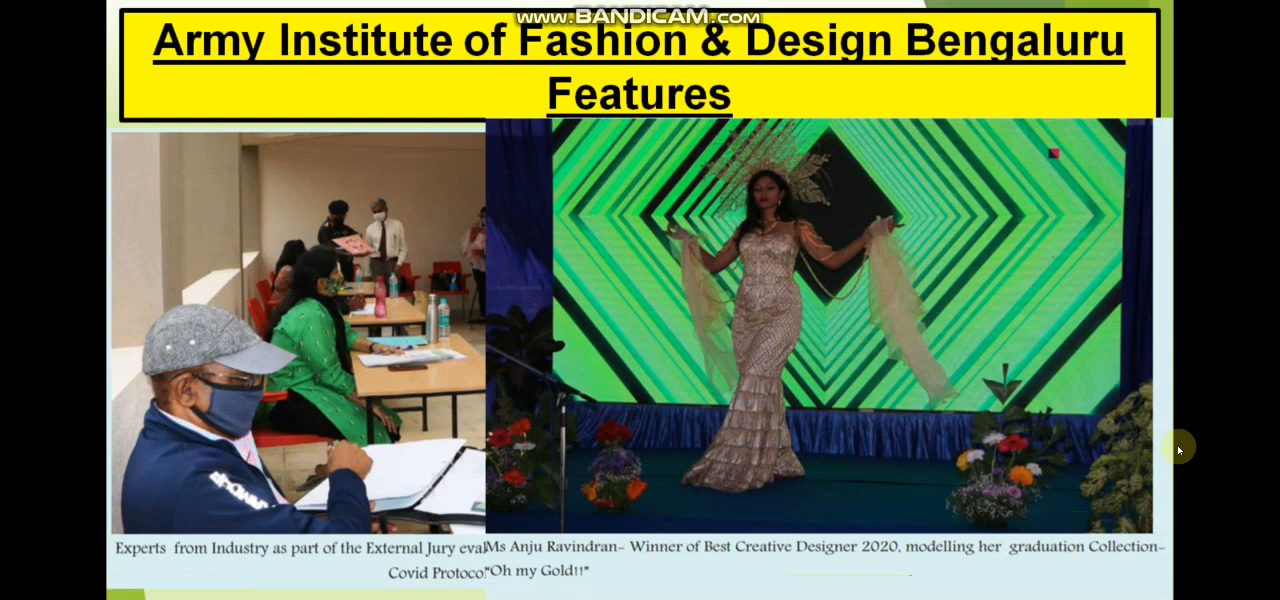 www.BANDICAM.com
Army Institute of Fashion & Design Bengaluru
Features
Experts from Industry as part of the External Jury eval
Covid Protoco
Ms Anju Ravindran- Winner of Best Creative Designer 2020, modelling her graduation Collection-
"Oh my Gold!!"